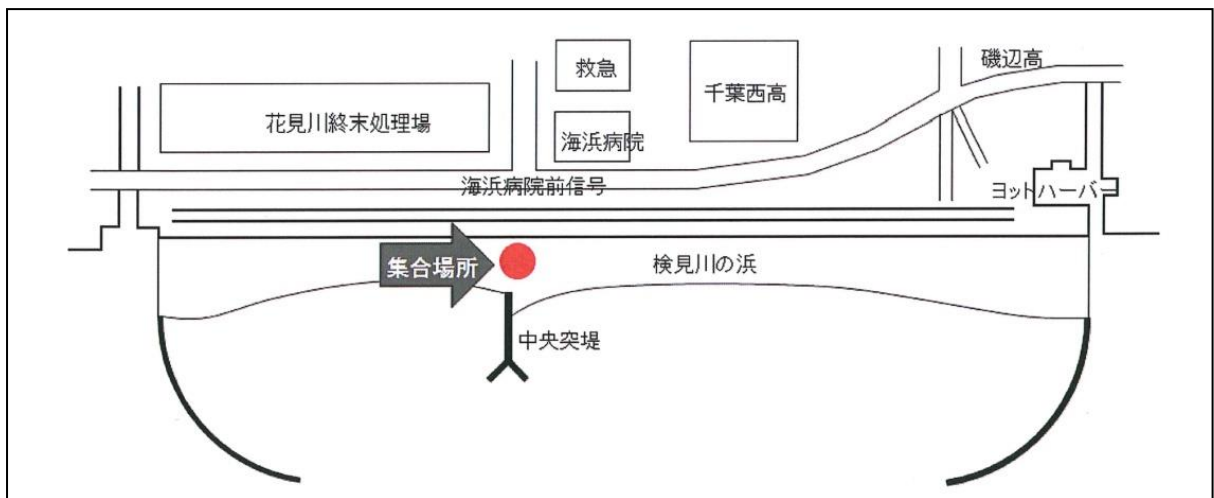 磯辺高
救急
千葉西高
花見川終末処理場
海浜病院
海浜病院前信号
ヨットハーバー
集合場所
検見川の浜
中央突堤